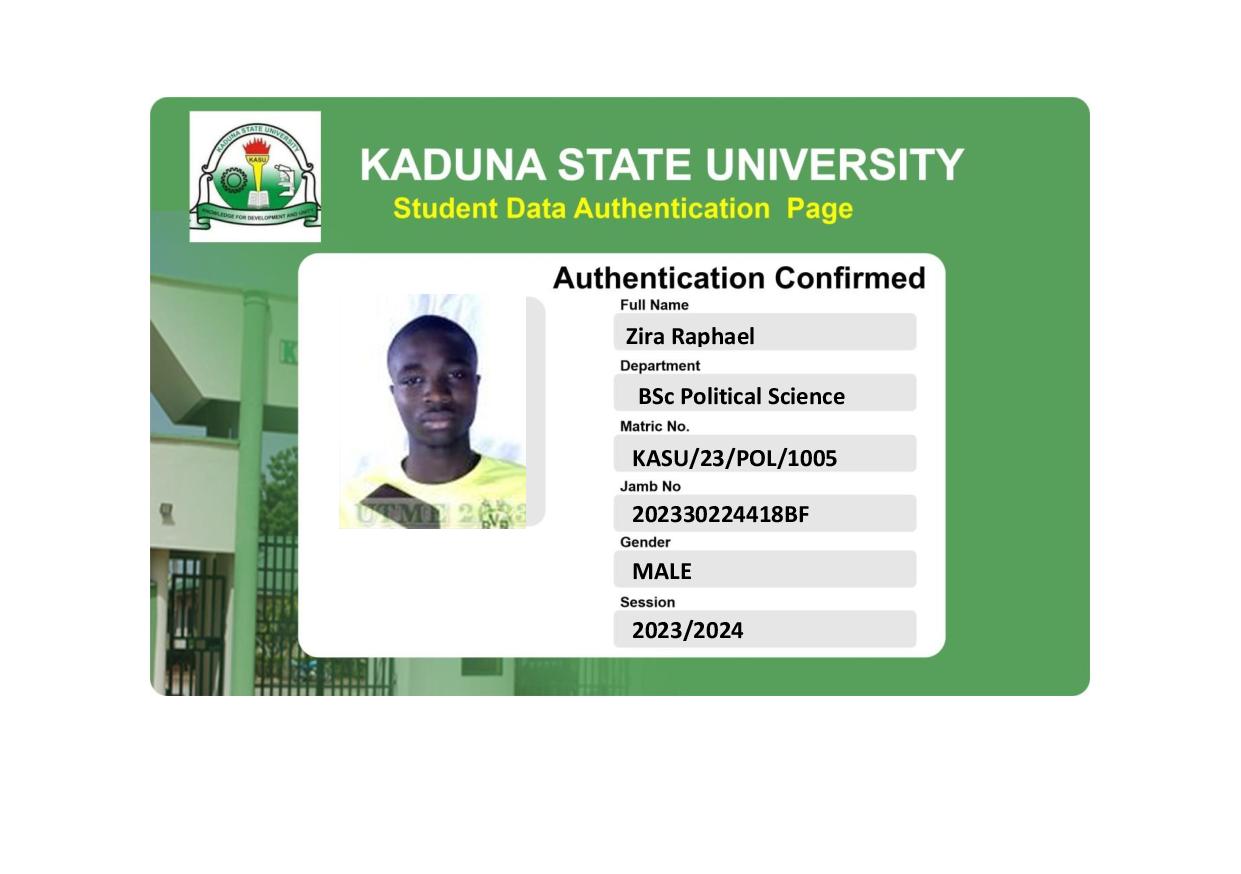 KADUNA STATE UNIVERSITY
KASU
KNOWLEDGE FOR DEVELOPMENT AND UNITY
KADUNA STATE UNIVERSITY
Student Data Authentication Page
Authentication Confirmed
Full Name
Zira Raphael
Department
BSc Political Science
Matric No.
KASU/23/POL/1005
Jamb No
202330224418BF
Gender
MALE
Session
2023/2024
UTME 2023
K